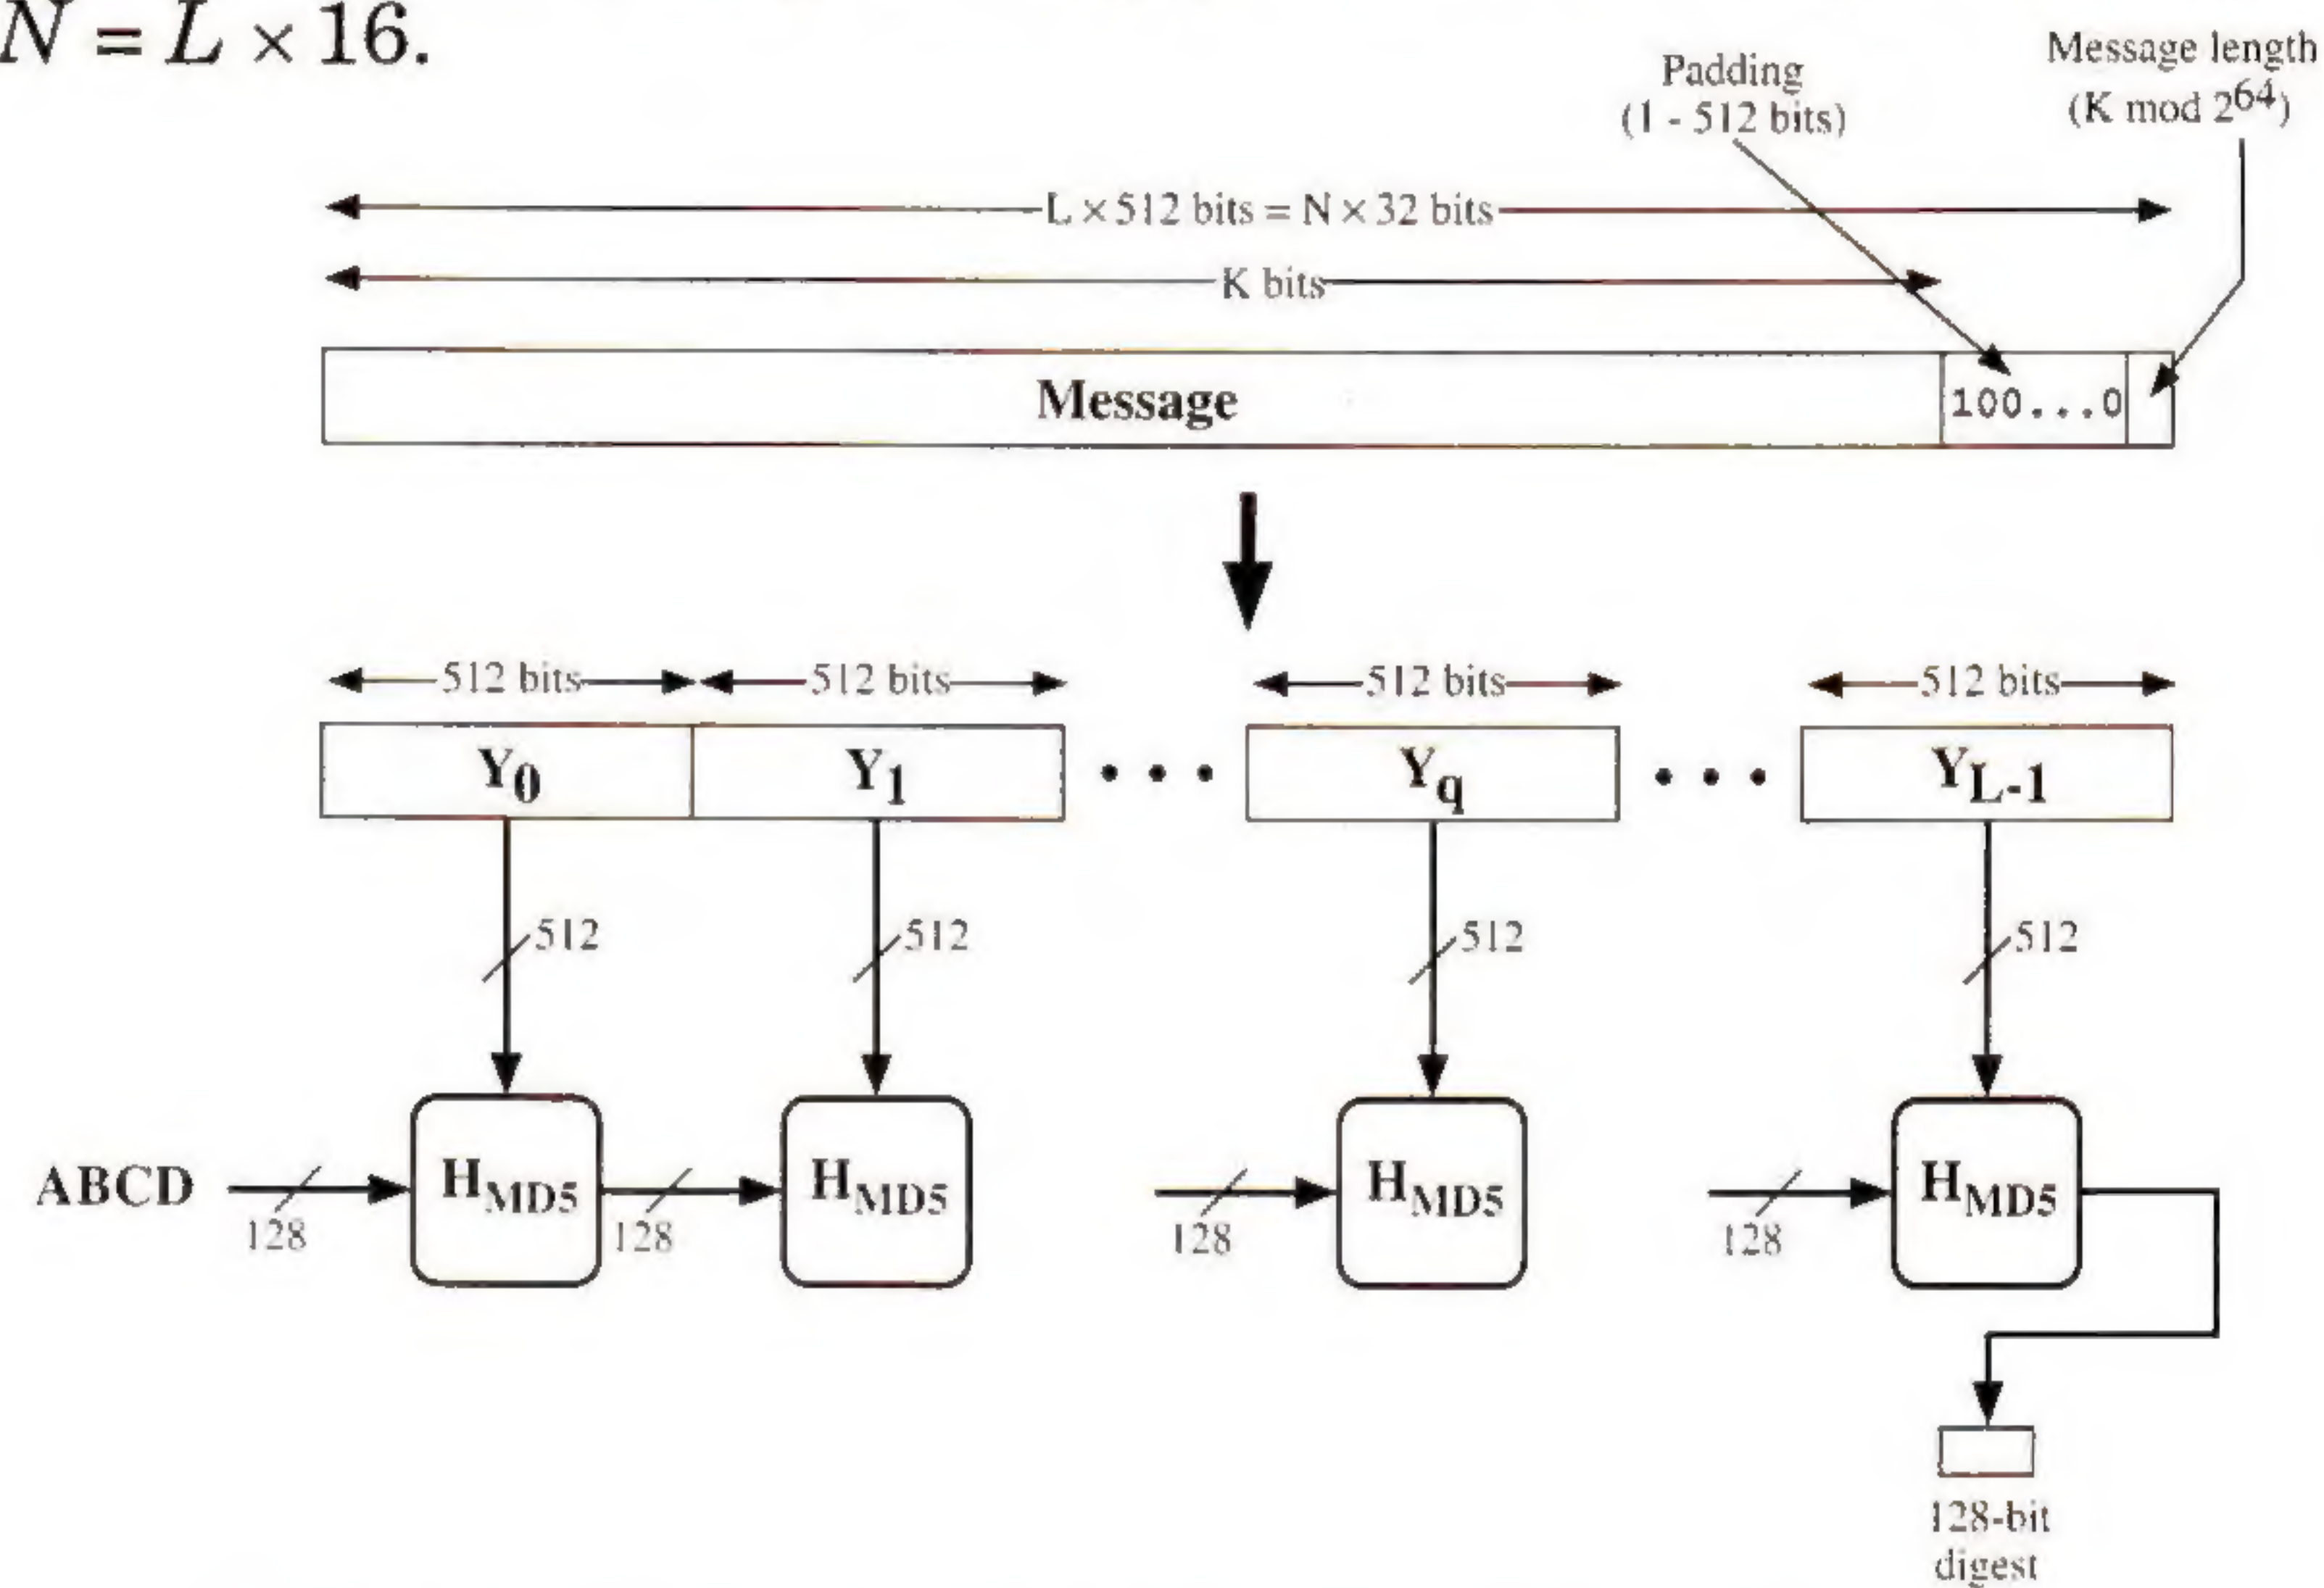 N = L × 16.
Padding
(1 - 512 bits)
Message length
(K mod 2^64)
L × 512 bits = N × 32 bits
K bits
Message
100...0
512 bits 512 bits 512 bits 512 bits
Y0 Y1 • • • Yq • • • YL-1
512 512 512 512
ABCD HMD5 HMD5 HMD5 HMD5
128 128 128 128
128-bit
digest